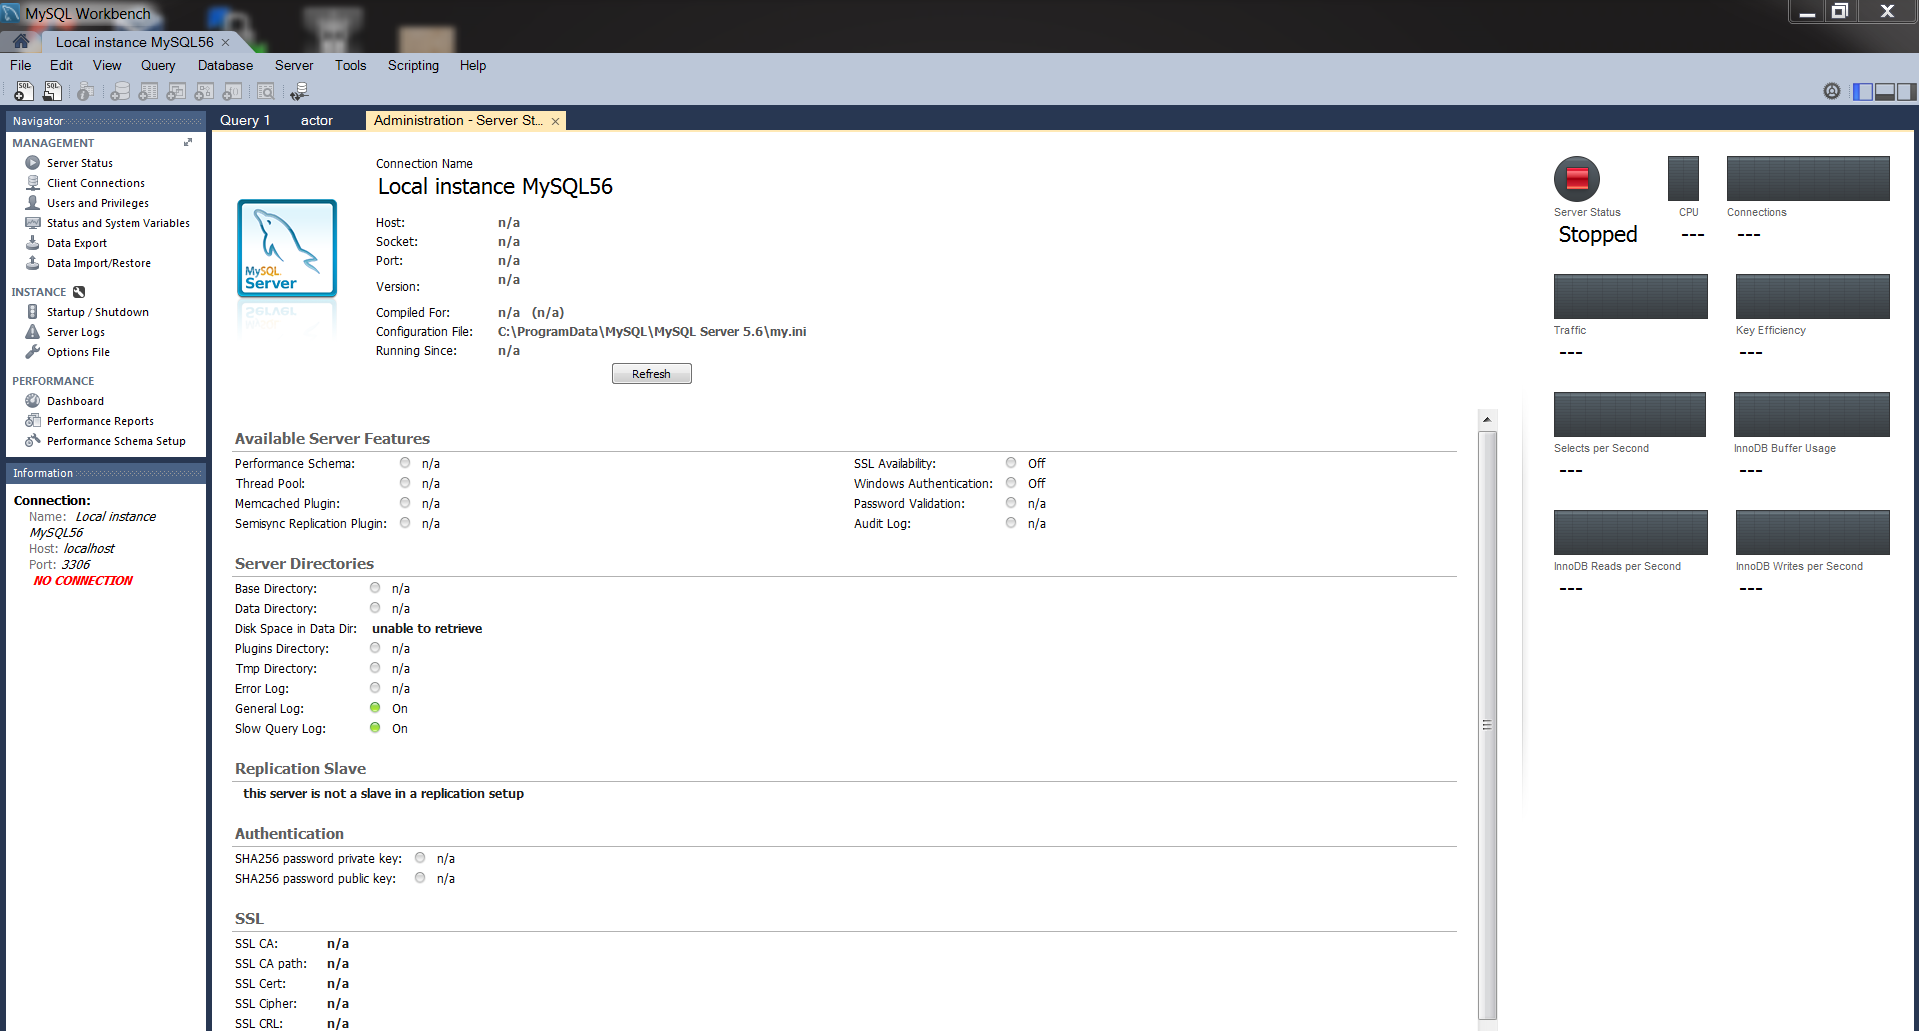 MySQL Workbench
Local instance MySQL56
File Edit View Query Database Server Tools Scripting Help
SQL SQL
Navigator
MANAGEMENT
Server Status
Client Connections
Users and Privileges
Status and System Variables
Data Export
Data Import/Restore
INSTANCE
Startup / Shutdown
Server Logs
Options File
PERFORMANCE
Dashboard
Performance Reports
Performance Schema Setup
Information
Connection:
Name: Local instance
MySQL56
Host: localhost
Port: 3306
NO CONNECTION
Query 1 actor Administration - Server St...
MySQL
Server
Connection Name
Local instance MySQL56
Host: n/a
Socket: n/a
Port: n/a
Version: n/a
Compiled For: n/a (n/a)
Configuration File: C:\ProgramData\MySQL\MySQL Server 5.6\my.ini
Running Since: n/a
Refresh
Available Server Features
Performance Schema: n/a SSL Availability: Off
Thread Pool: n/a Windows Authentication: Off
Memcached Plugin: n/a Password Validation: n/a
Semisync Replication Plugin: n/a Audit Log: n/a
Server Directories
Base Directory: n/a
Data Directory: n/a
Disk Space in Data Dir: unable to retrieve
Plugins Directory: n/a
Tmp Directory: n/a
Error Log: n/a
General Log: On
Slow Query Log: On
Replication Slave
this server is not a slave in a replication setup
Authentication
SHA256 password private key: n/a
SHA256 password public key: n/a
SSL
SSL CA: n/a
SSL CA path: n/a
SSL Cert: n/a
SSL Cipher: n/a
SSL CRL: n/a
Server Status CPU Connections
Stopped --- ---
Traffic Key Efficiency
--- ---
Selects per Second InnoDB Buffer Usage
--- ---
InnoDB Reads per Second InnoDB Writes per Second
--- ---